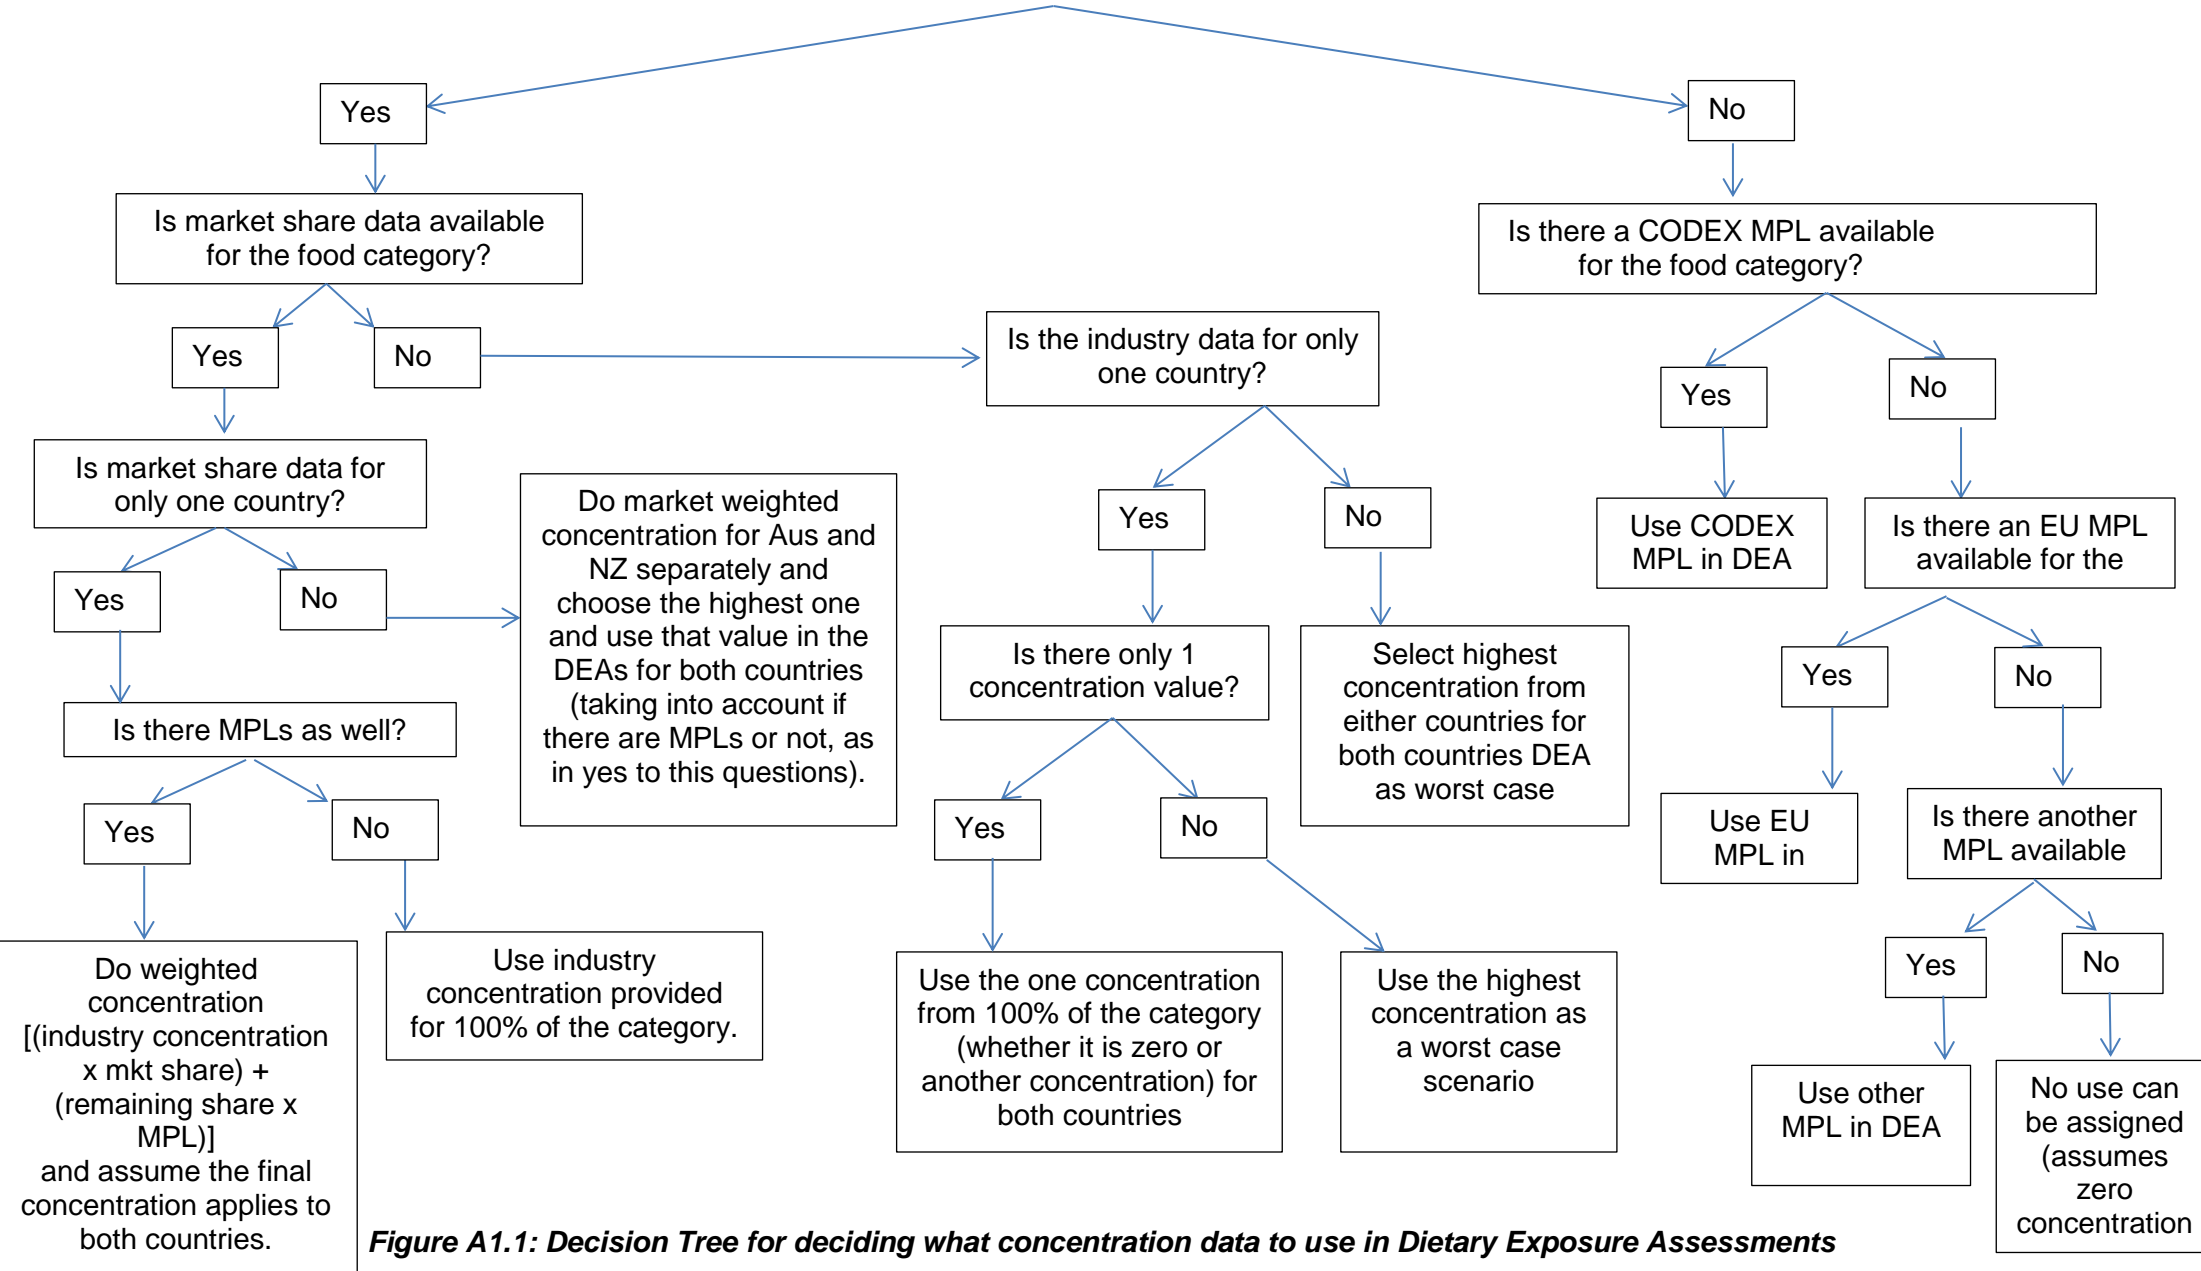 Yes
No
Is market share data available
for the food category?
Is there a CODEX MPL available
for the food category?
Yes
No
Is the industry data for only
one country?
Yes
No
Is market share data for
only one country?
Do market weighted
concentration for Aus and
NZ separately and
choose the highest one
and use that value in the
DEAs for both countries
(taking into account if
there are MPLs or not, as
in yes to this questions).
Yes
No
Use CODEX
MPL in DEA
Is there an EU MPL
available for the
Yes
No
Is there only 1
concentration value?
Select highest
concentration from
either countries for
both countries DEA
as worst case
Yes
No
Is there MPLs as well?
Yes
No
Yes
No
Use EU
MPL in
Is there another
MPL available
Do weighted
concentration
[(industry concentration
x mkt share) +
(remaining share x
MPL)]
and assume the final
concentration applies to
both countries.
Use industry
concentration provided
for 100% of the category.
Use the one concentration
from 100% of the category
(whether it is zero or
another concentration) for
both countries
Use the highest
concentration as
a worst case
scenario
Yes
No
Use other
MPL in DEA
No use can
be assigned
(assumes
zero
concentration
Figure A1.1: Decision Tree for deciding what concentration data to use in Dietary Exposure Assessments